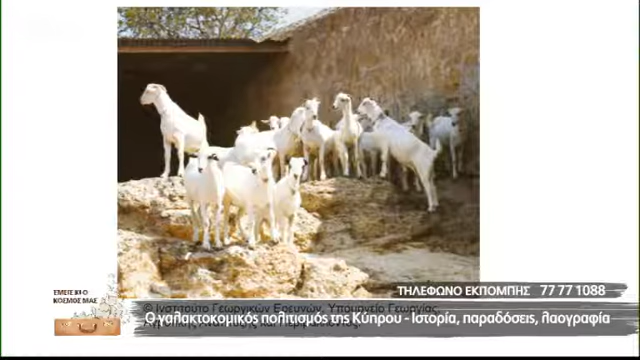 ΤΗΛΕΦΩΝΟ ΕΚΠΟΜΠΗΣ 77 77 1088
ΕΜΕΙΣ ΚΙ Ο
ΚΟΣΜΟΣ ΜΑΣ
© Ινστιτούτο Γεωργικών Ερευνών, Υπουργείο Γεωργίας,
Ο γαλακτοκομικός πολιτισμός της Κύπρου - Ιστορία, παραδόσεις, λαογραφία